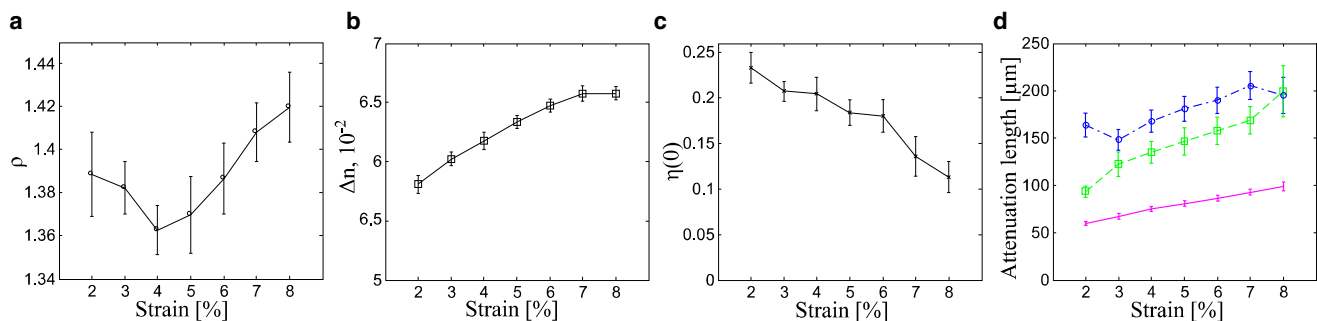 a
ρ
1.44
1.42
1.4
1.38
1.36
1.34
2 3 4 5 6 7 8
Strain [%]
b
Δn, 10⁻²
7
6.5
6
6.5
5
2 3 4 5 6 7 8
Strain [%]
c
η(0)
0.25
0.2
0.15
0.1
0.05
0
2 3 4 5 6 7 8
Strain [%]
d
Attenuation length [µm]
250
200
150
100
50
0
2 3 4 5 6 7 8
Strain [%]